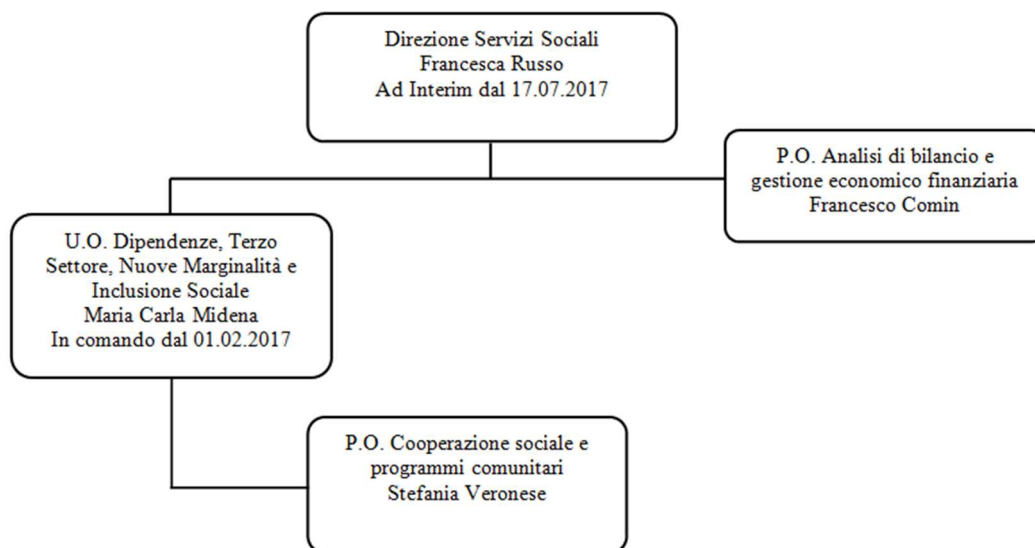 Direzione Servizi Sociali
Francesca Russo
Ad Interim dal 17.07.2017
P.O. Analisi di bilancio e
gestione economico finanziaria
Francesco Comin
U.O. Dipendenze, Terzo
Settore, Nuove Marginalità e
Inclusione Sociale
Maria Carla Midena
In comando dal 01.02.2017
P.O. Cooperazione sociale e
programmi comunitari
Stefania Veronese